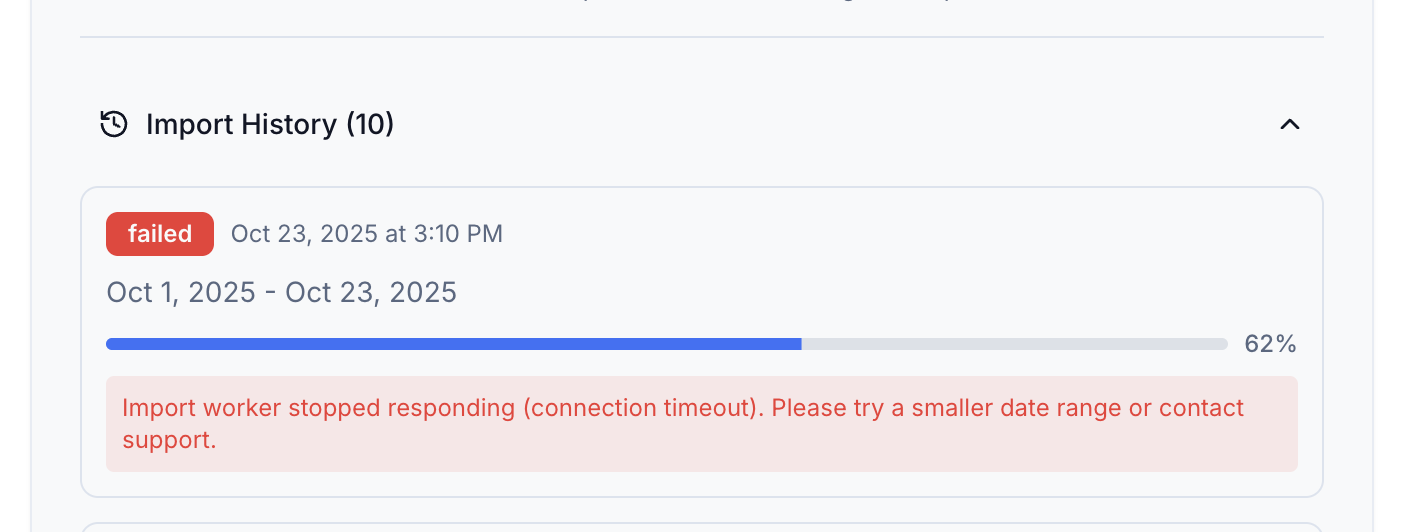 Import History (10)
failed
Oct 23, 2025 at 3:10 PM
Oct 1, 2025 - Oct 23, 2025
62%
Import worker stopped responding (connection timeout). Please try a smaller date range or contact
support.